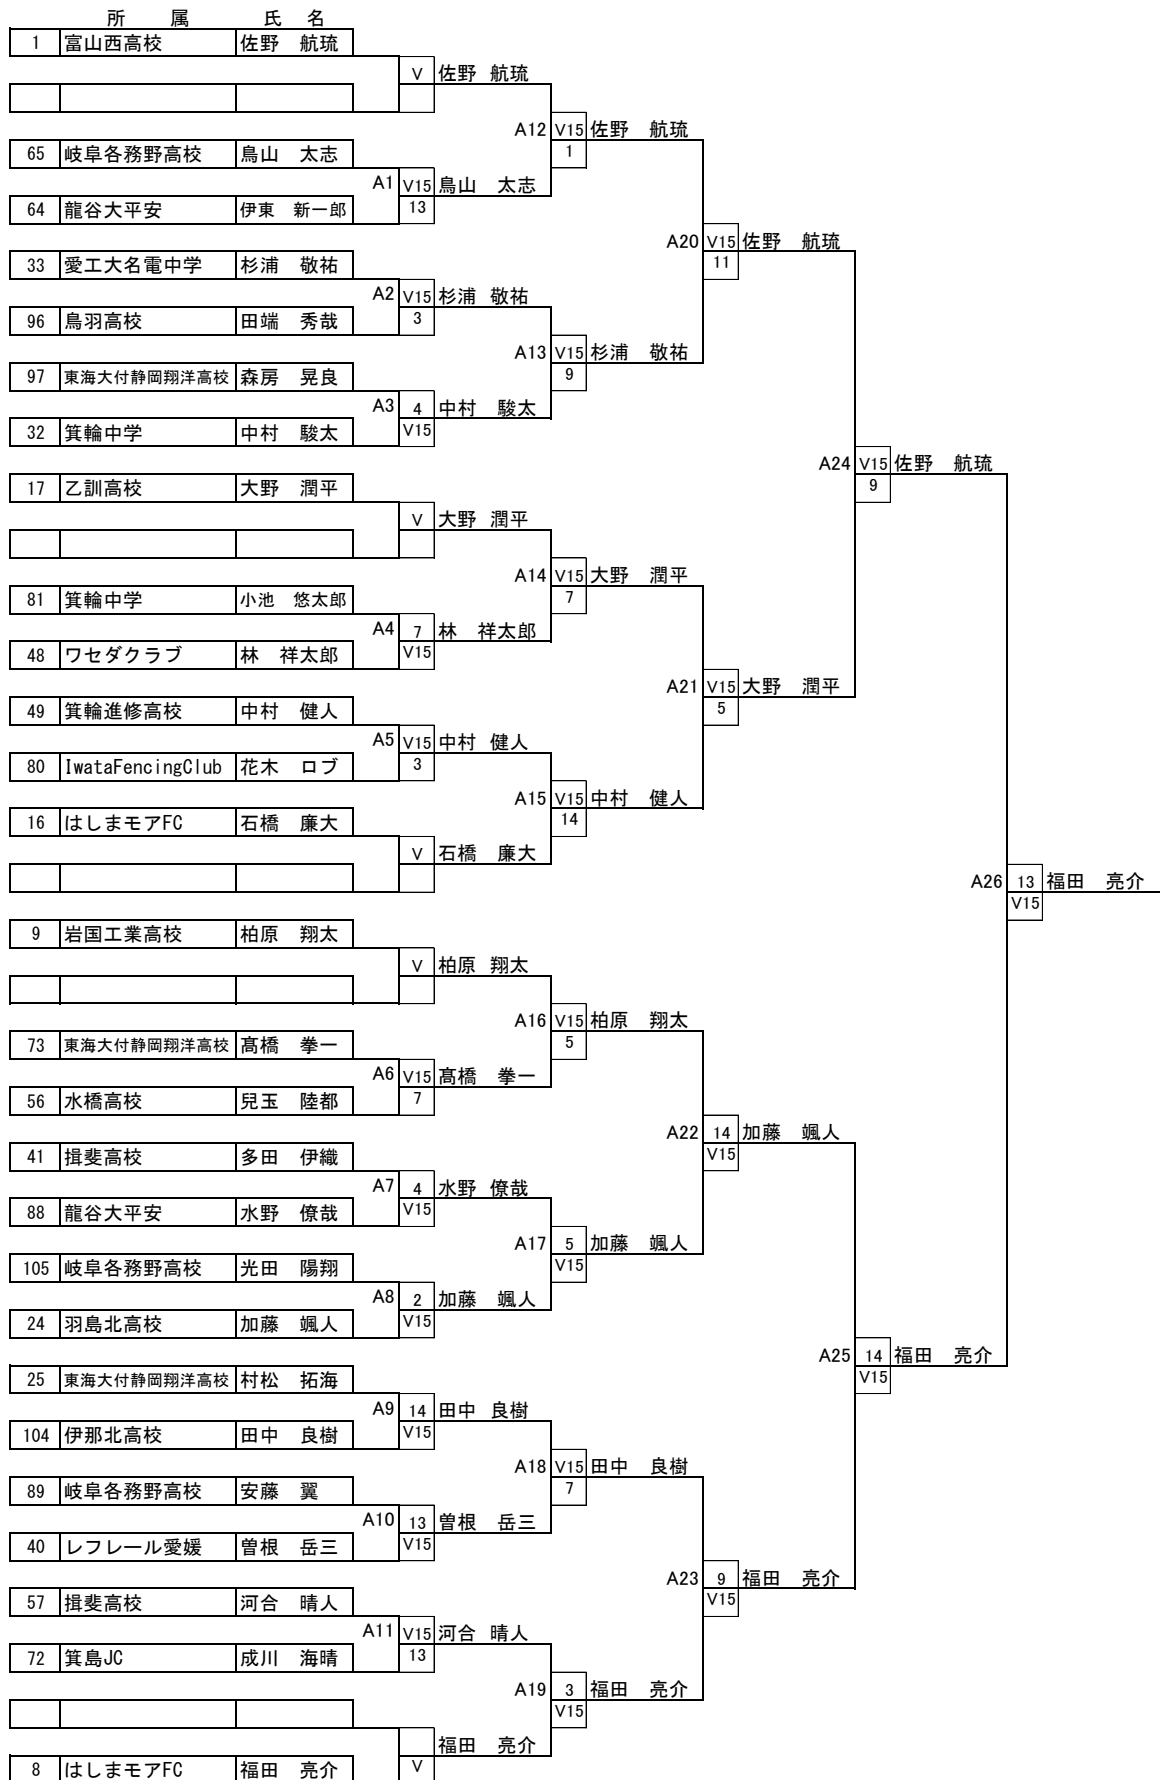 所　属　氏　名
1 富山西高校 佐野　航琉
V 佐野 航琉
A12 V15 佐野　航琉
1
65 岐阜各務野高校 鳥山　太志
A1 V15 鳥山　太志
13
64 龍谷大平安 伊東　新一郎
A20 V15 佐野　航琉
11
33 愛工大名電中学 杉浦　敬祐
A2 V15 杉浦 敬祐
3
96 鳥羽高校 田端　秀哉
A13 V15 杉浦　敬祐
9
97 東海大付静岡翔洋高校 森房　晃良
A3 4 中村　駿太
V15
32 箕輪中学 中村　駿太
A24 V15 佐野　航琉
9
17 乙訓高校 大野　潤平
V 大野 潤平
A14 V15 大野　潤平
7
81 箕輪中学 小池　悠太郎
A4 7 林　祥太郎
V15
48 ワセダクラブ 林　祥太郎
A21 V15 大野　潤平
5
49 箕輪進修高校 中村　健人
A5 V15 中村 健人
3
80 IwataFencingClub 花木　ロブ
A15 V15 中村　健人
14
16 はしまモアFC 石橋　廉大
V 石橋　廉大
A26 13 福田　亮介
V15
9 岩国工業高校 柏原　翔太
V 柏原 翔太
A16 V15 柏原　翔太
5
73 東海大付静岡翔洋高校 髙橋　拳一
A6 V15 髙橋　拳一
7
56 水橋高校 兒玉　陸都
A22 14 加藤　颯人
V15
41 揖斐高校 多田　伊織
A7 4 水野 僚哉
V15
88 龍谷大平安 水野　僚哉
A17 5 加藤　颯人
V15
105 岐阜各務野高校 光田　陽翔
A8 2 加藤　颯人
V15
24 羽島北高校 加藤　颯人
A25 14 福田　亮介
V15
25 東海大付静岡翔洋高校 村松　拓海
A9 14 田中 良樹
V15
104 伊那北高校 田中　良樹
A18 V15 田中　良樹
7
89 岐阜各務野高校 安藤　翼
A10 13 曽根　岳三
V15
40 レフレール愛媛 曽根　岳三
A23 9 福田　亮介
V15
57 揖斐高校 河合　晴人
A11 V15 河合 晴人
13
72 箕島JC 成川　海晴
A19 3 福田　亮介
V15
福田　亮介
V
8 はしまモアFC 福田　亮介